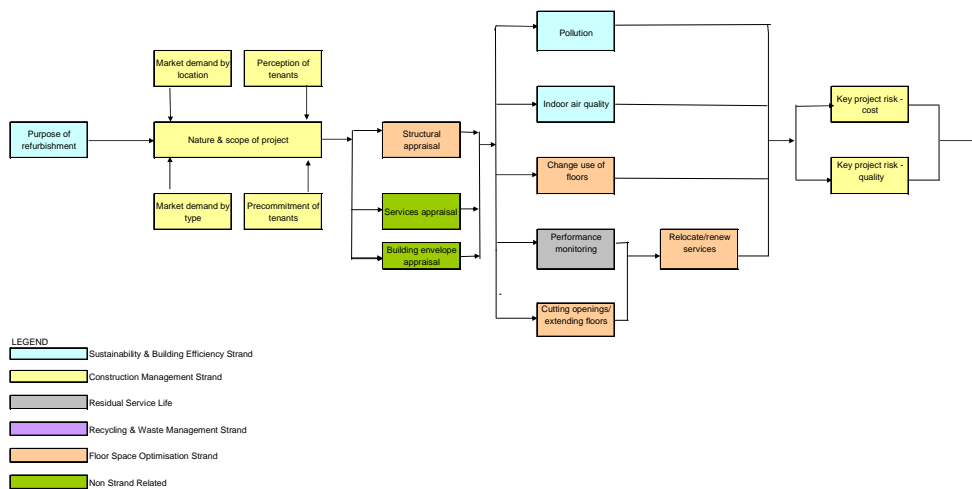 Pollution
Market demand by
location
Perception of
tenants
Indoor air quality
Key project risk -
cost
Purpose of
refurbishment
Nature & scope of project
Structural
appraisal
Change use of
floors
Key project risk -
quality
Market demand by
type
Precommitment of
tenants
Services appraisal
Building envelope
appraisal
Performance
monitoring
Relocate/renew
services
-
Cutting openings/
extending floors
LEGEND
Sustainability & Building Efficiency Strand
Construction Management Strand
Residual Service Life
Recycling & Waste Management Strand
Floor Space Optimisation Strand
Non Strand Related